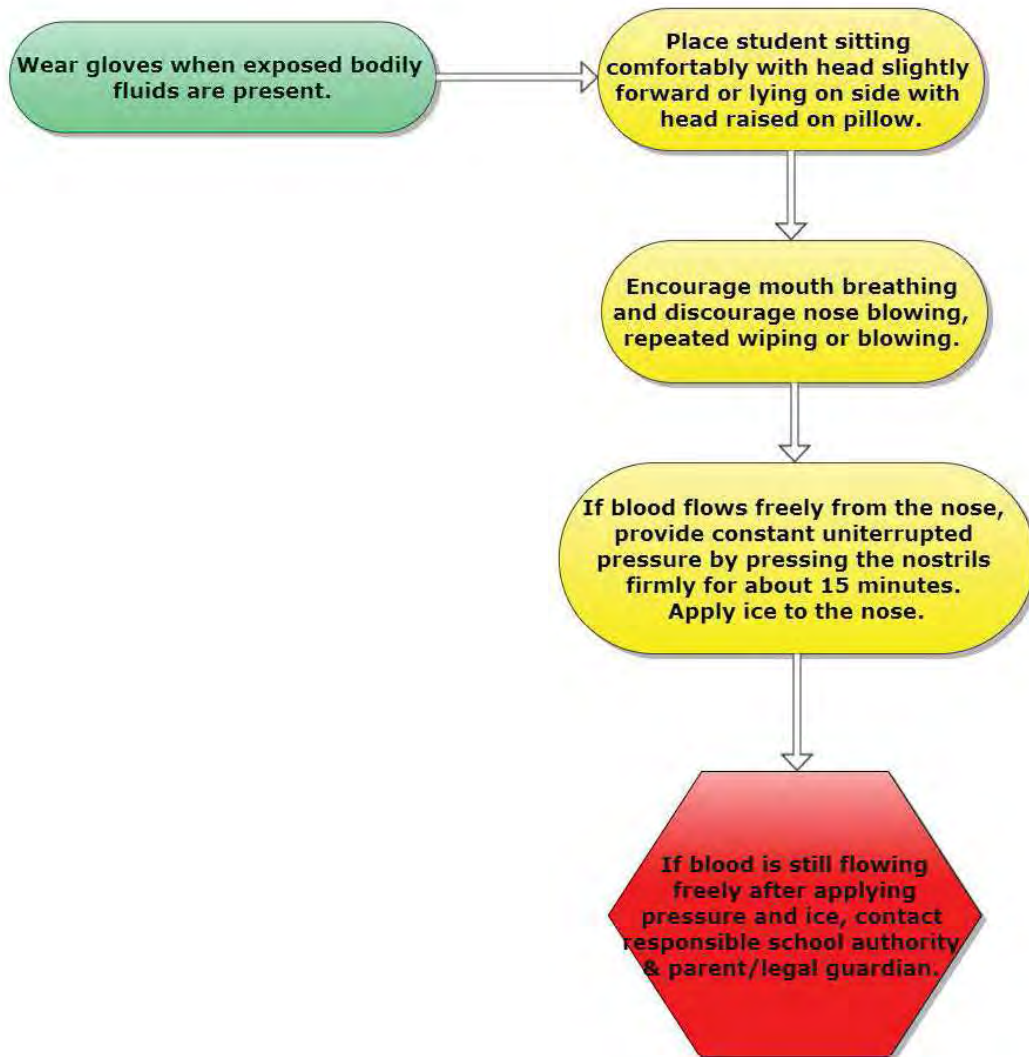 Wear gloves when exposed bodily
fluids are present.
Place student sitting
comfortably with head slightly
forward or lying on side with
head raised on pillow.
Encourage mouth breathing
and discourage nose blowing,
repeated wiping or blowing.
If blood flows freely from the nose,
provide constant uniterrupted
pressure by pressing the nostrils
firmly for about 15 minutes.
Apply ice to the nose.
If blood is still flowing
freely after applying
pressure and ice, contact
responsible school authority
& parent/legal guardian.